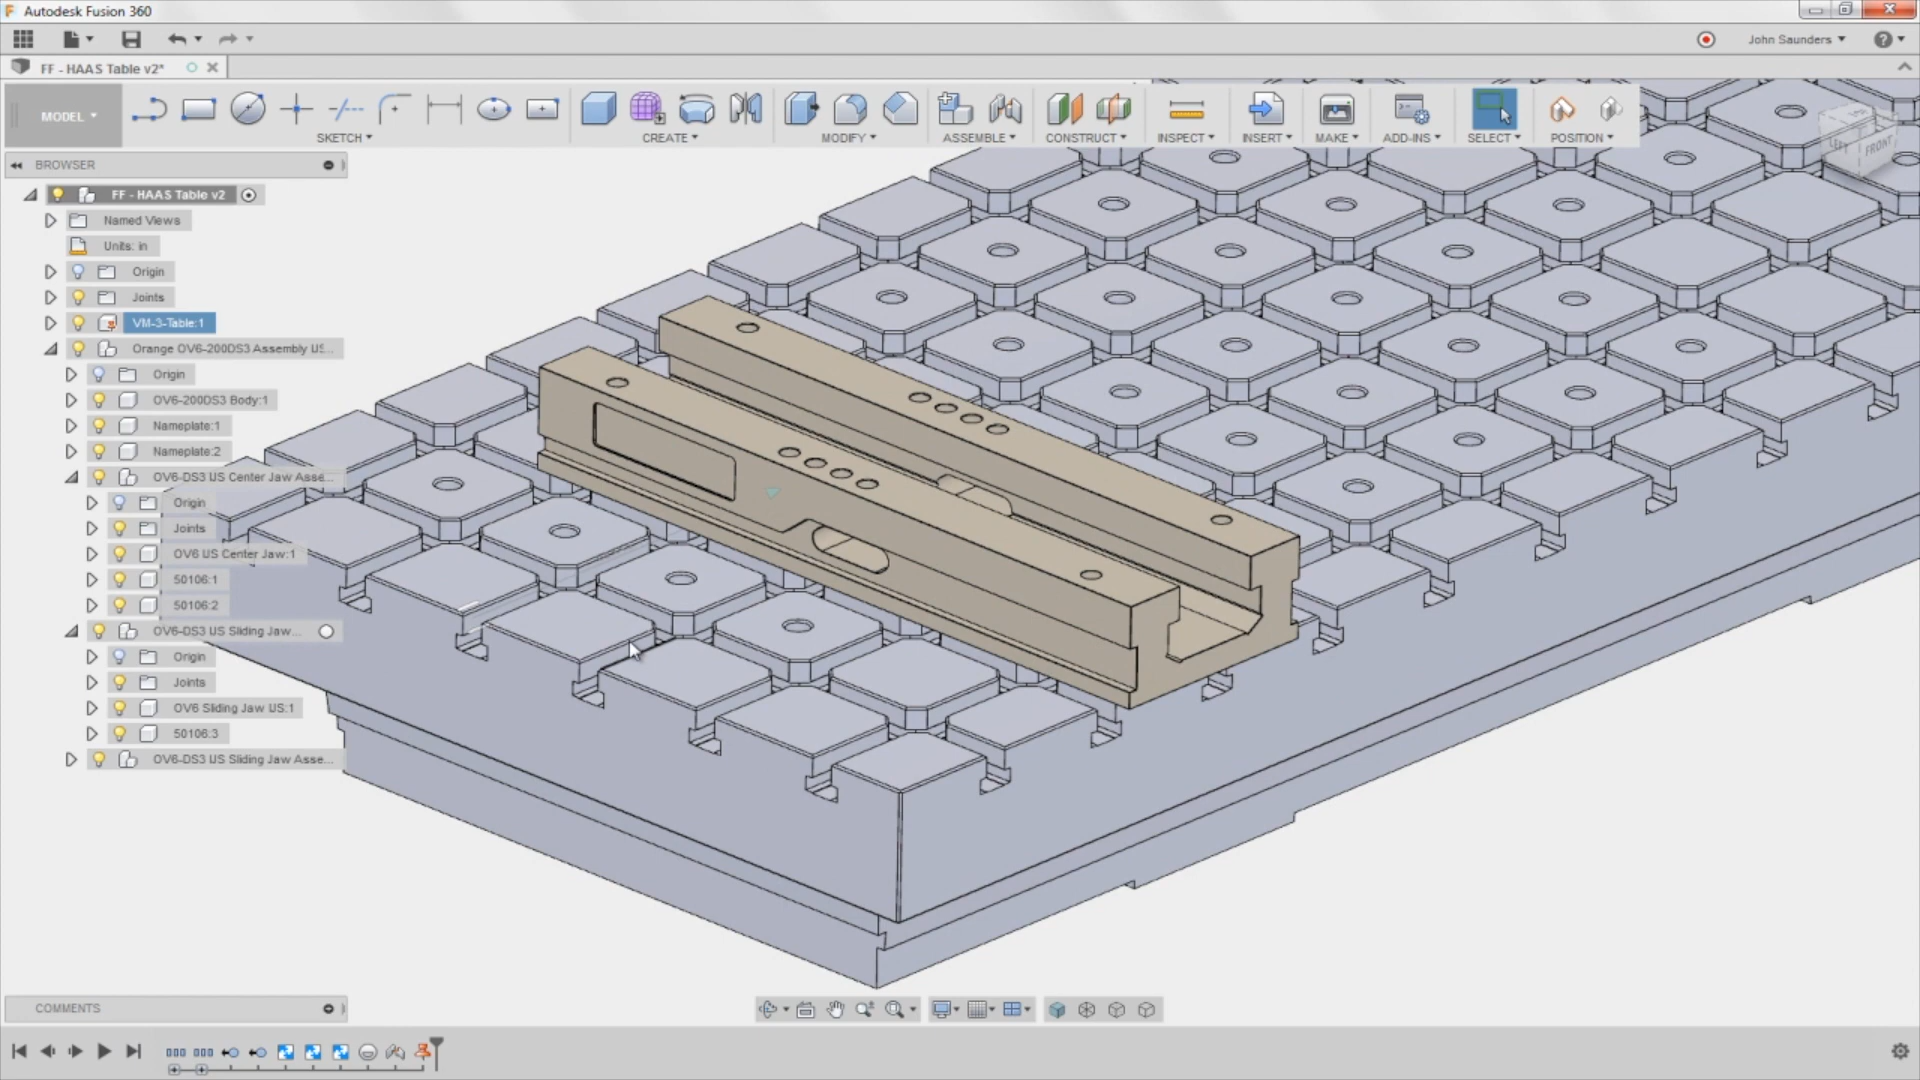 Autodesk Fusion 360
John Saunders
FF - HAAS Table v2*
MODEL
SKETCH
CREATE
MODIFY
ASSEMBLE
CONSTRUCT
INSPECT
INSERT
MAKE
ADD-INS
SELECT
POSITION
LEFT
FRONT
BROWSER
FF - HAAS Table v2
Named Views
Units: in
Origin
Joints
VM-3-Table:1
Orange OV6-200DS3 Assembly US...
Origin
OV6-200DS3 Body:1
Nameplate:1
Nameplate:2
OV6-DS3 US Center Jaw Asse...
Origin
Joints
OV6 US Center Jaw:1
50106:1
50106:2
OV6-DS3 US Sliding Jaw...
Origin
Joints
OV6 Sliding Jaw US:1
50106:3
OV6-DS3 US Sliding Jaw Asse...
COMMENTS